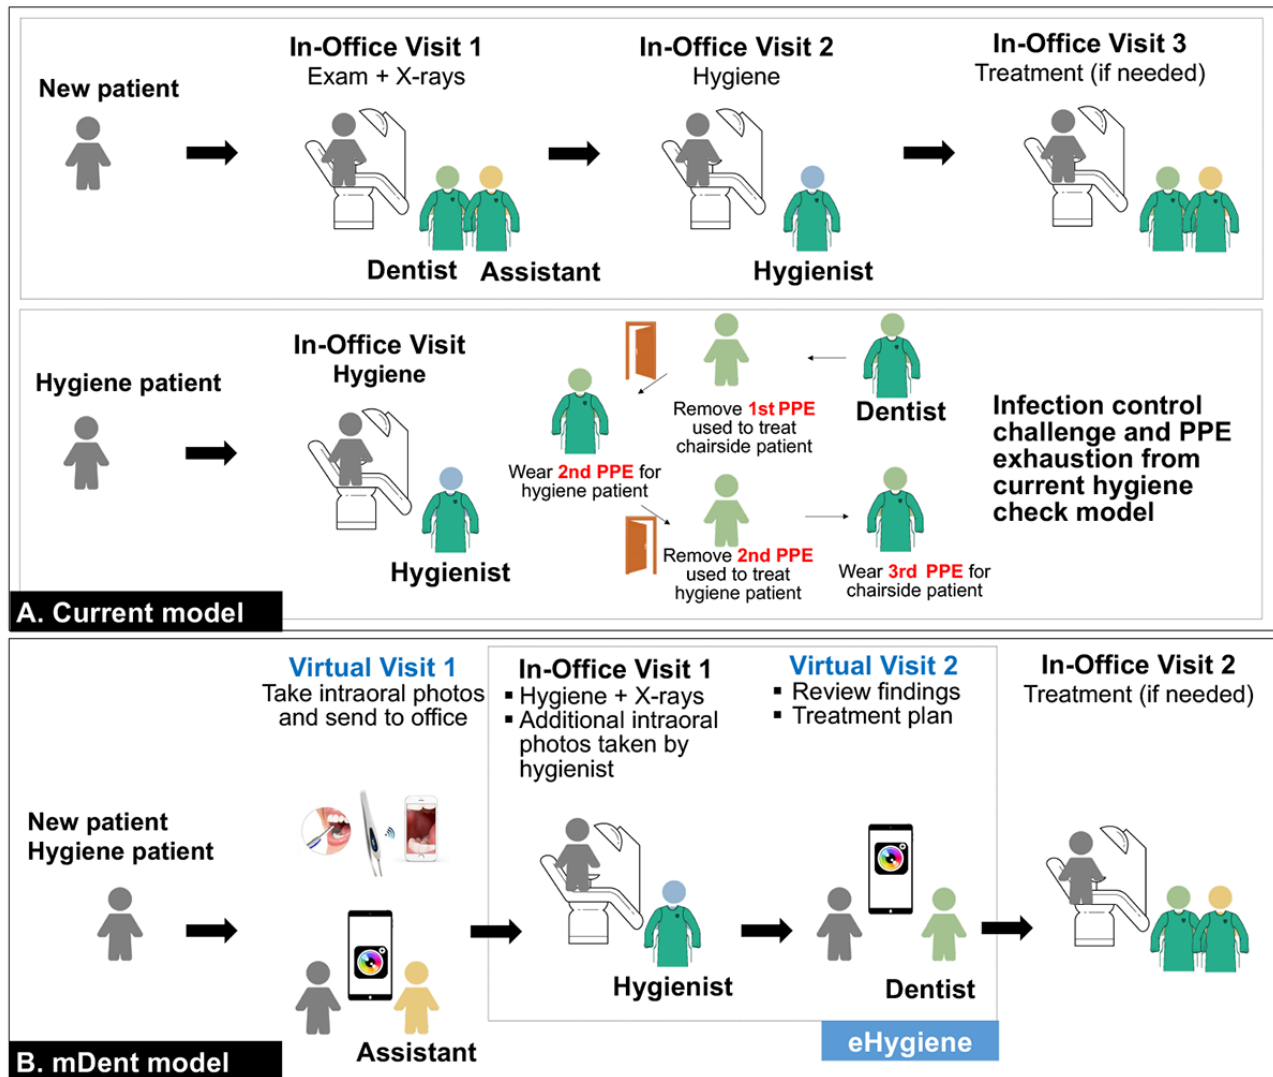 In-Office Visit 1
Exam + X-rays
In-Office Visit 2
Hygiene
In-Office Visit 3
Treatment (if needed)
New patient
Dentist
Assistant
Hygienist
In-Office Visit
Hygiene
Hygiene patient
Hygienist
Dentist
Remove 1st PPE
used to treat
chairside patient
Wear 2nd PPE for
hygiene patient
Remove 2nd PPE
used to treat
hygiene patient
Wear 3rd PPE for
chairside patient
Infection control
challenge and PPE
exhaustion from
current hygiene
check model
A. Current model
Virtual Visit 1
Take intraoral photos
and send to office
In-Office Visit 1
▪ Hygiene + X-rays
▪ Additional intraoral
photos taken by
hygienist
Virtual Visit 2
▪ Review findings
▪ Treatment plan
In-Office Visit 2
Treatment (if needed)
New patient
Hygiene patient
Assistant
Hygienist
Dentist
eHygiene
B. mDent model